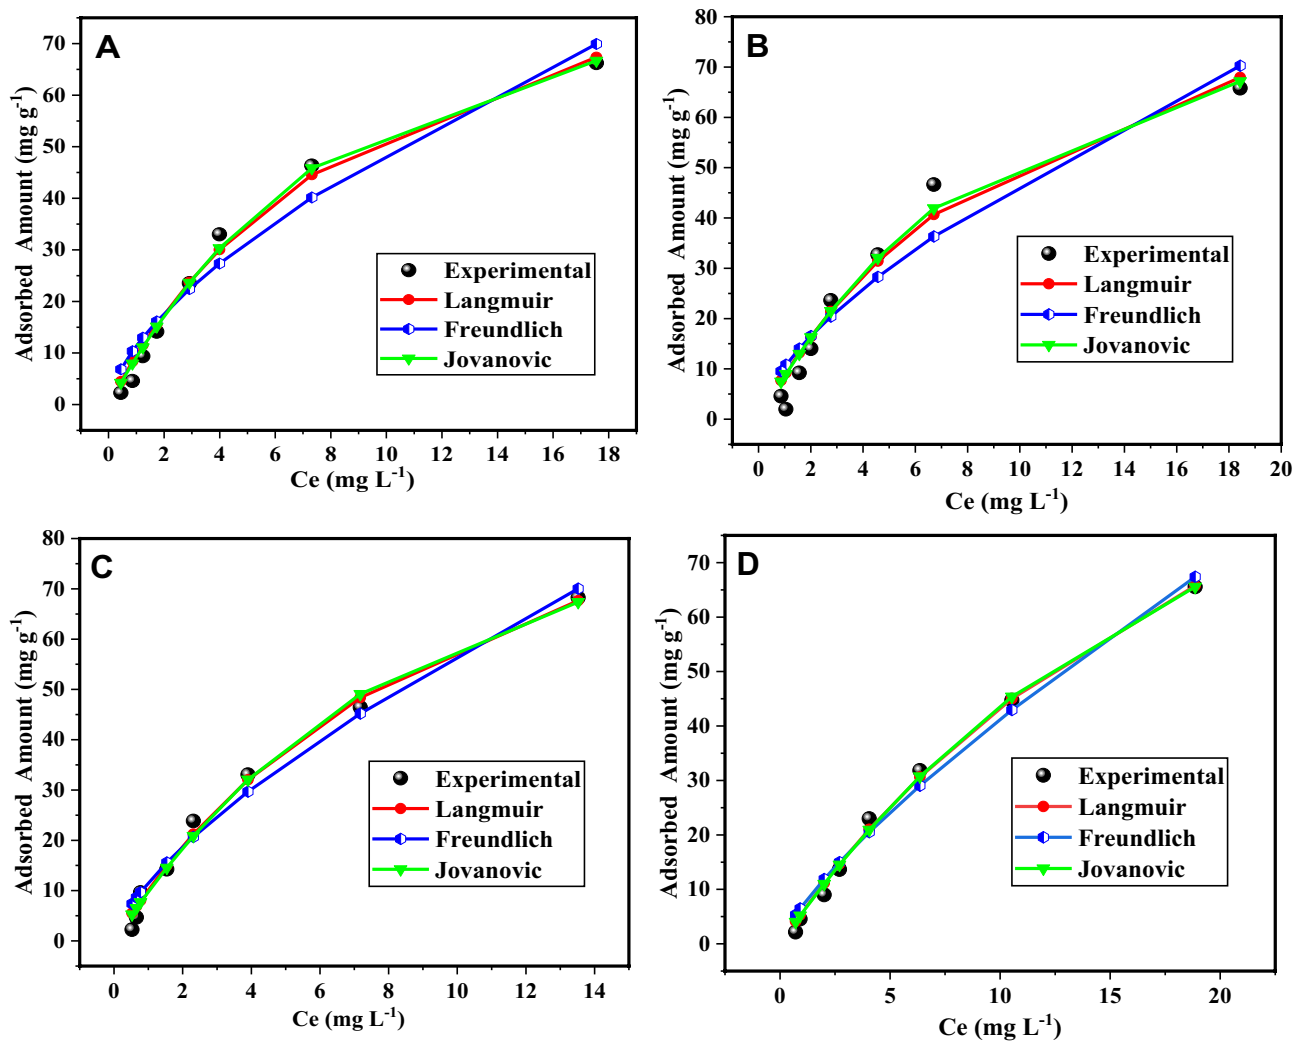 A
Adsorbed Amount (mg g-1)
70
60
50
40
30
20
10
0
0 2 4 6 8 10 12 14 16 18
Ce (mg L-1)
Experimental
Langmuir
Freundlich
Jovanovic
B
Adsorbed Amount (mg g-1)
80
70
60
50
40
30
20
10
0
0 2 4 6 8 10 12 14 16 18 20
Ce (mg L-1)
Experimental
Langmuir
Freundlich
Jovanovic
C
Adsorbed Amount (mg g-1)
80
70
60
50
40
30
20
10
0
0 2 4 6 8 10 12 14
Ce (mg L-1)
Experimental
Langmuir
Freundlich
Jovanovic
D
Adsorbed Amount (mg g-1)
70
60
50
40
30
20
10
0
0 5 10 15 20
Ce (mg L-1)
Experimental
Langmuir
Freundlich
Jovanovic